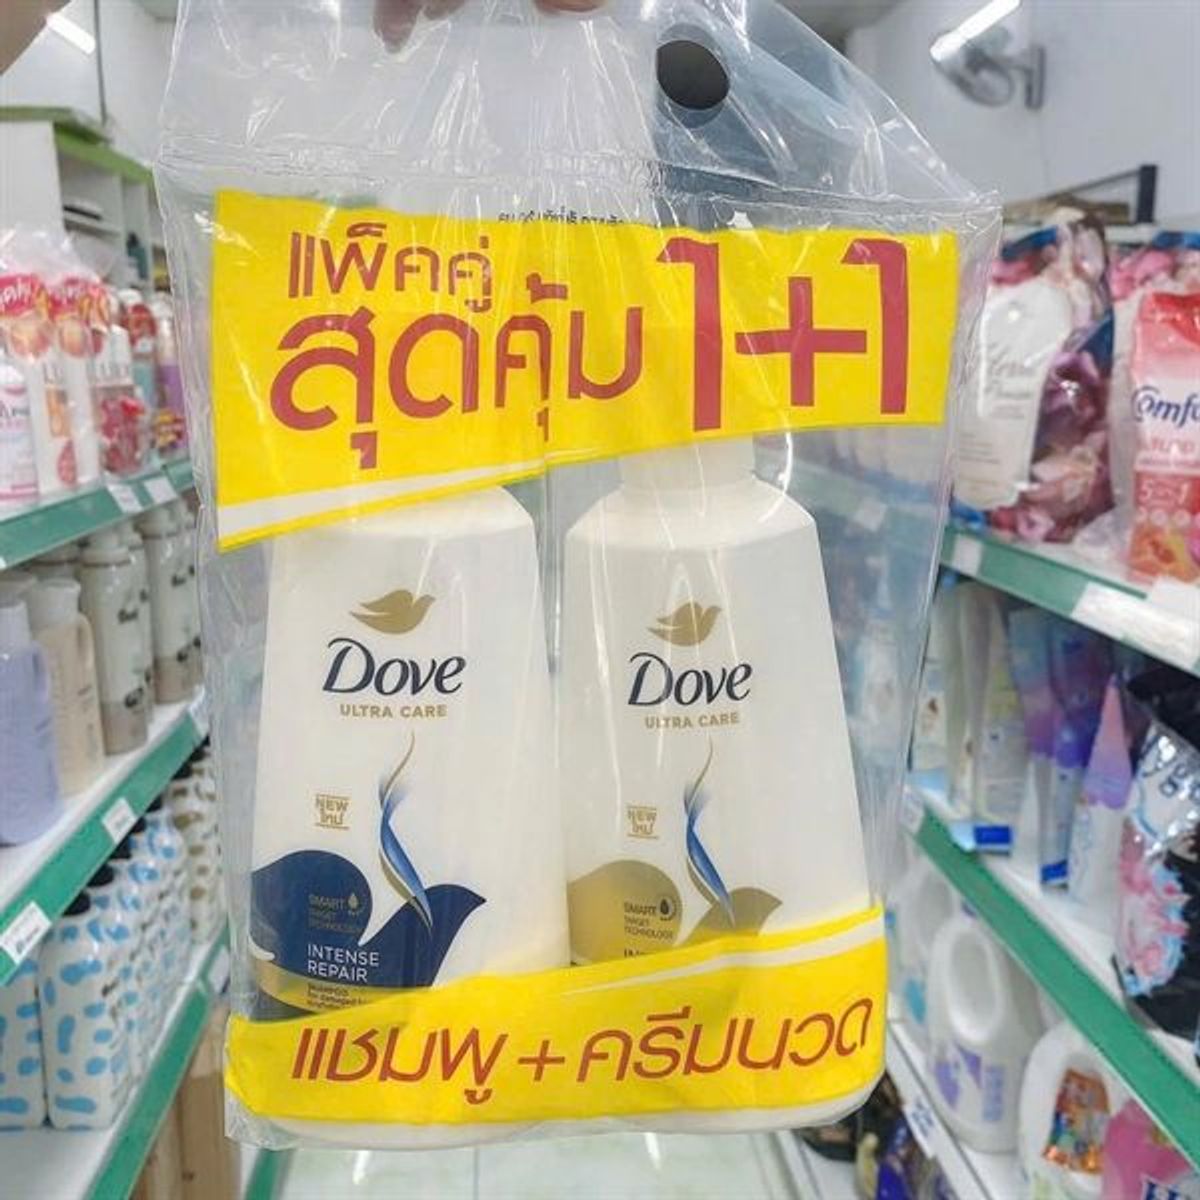 แพ็คคู่
สุดคุ้ม 1+1
Dove
ULTRA CARE
NEW
ใหม่
SMART
TARGET
TECHNOLOGY
INTENSE
REPAIR
SHAMPOO
Dove
ULTRA CARE
NEW
ใหม่
SMART
TARGET
TECHNOLOGY
แชมพู + ครีมนวด